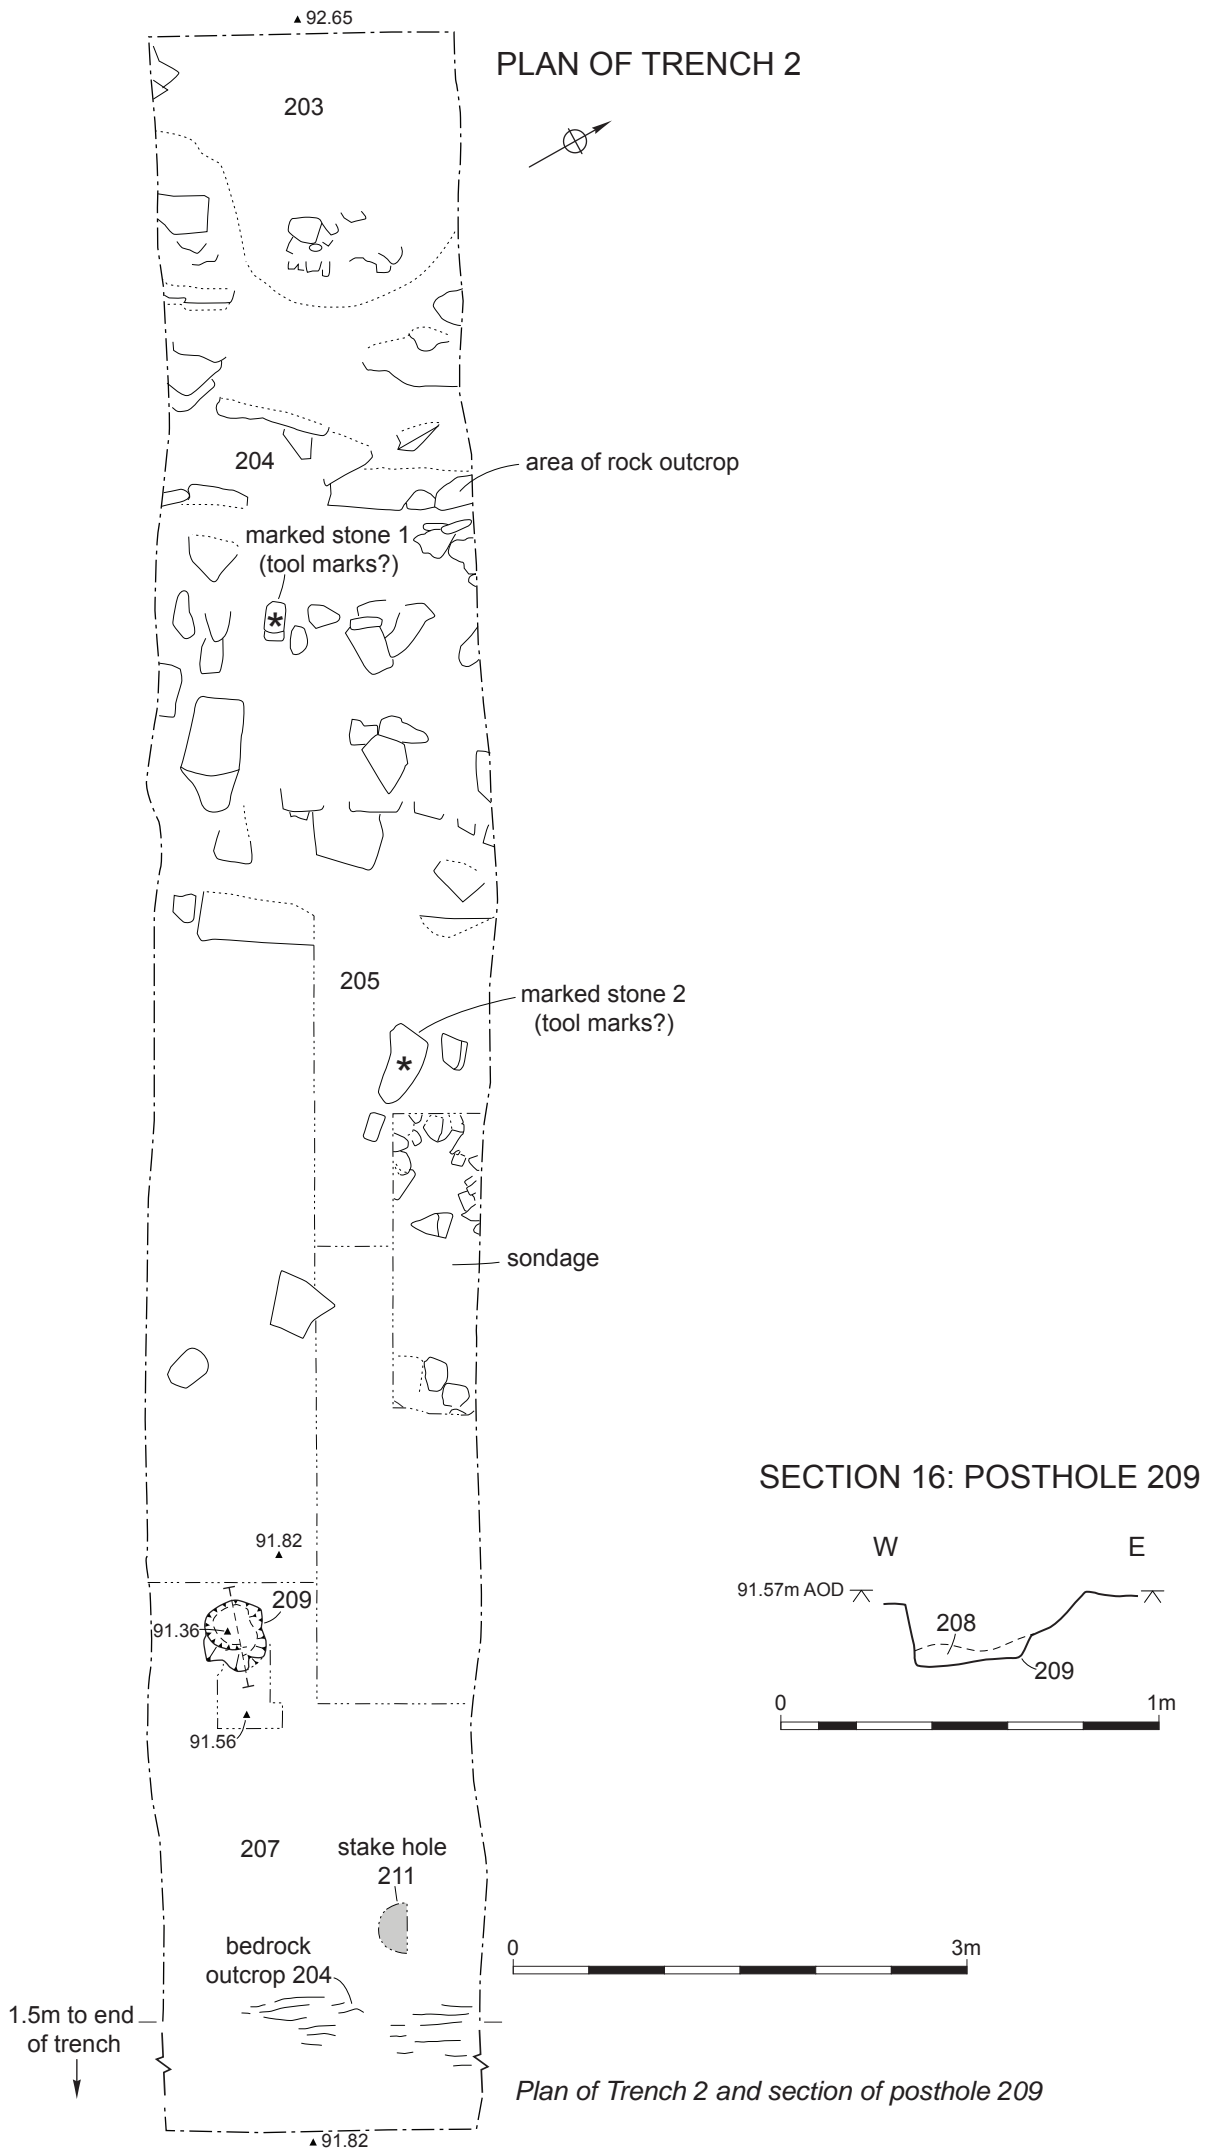 92.65
PLAN OF TRENCH 2
203
204
area of rock outcrop
marked stone 1
(tool marks?)
*
205
marked stone 2
(tool marks?)
*
sondage
SECTION 16: POSTHOLE 209
W E
91.57m AOD
208
209
0 1m
91.82
209
91.36
91.56
207
stake hole
211
bedrock
outcrop 204
0 3m
1.5m to end
of trench
Plan of Trench 2 and section of posthole 209
91.82